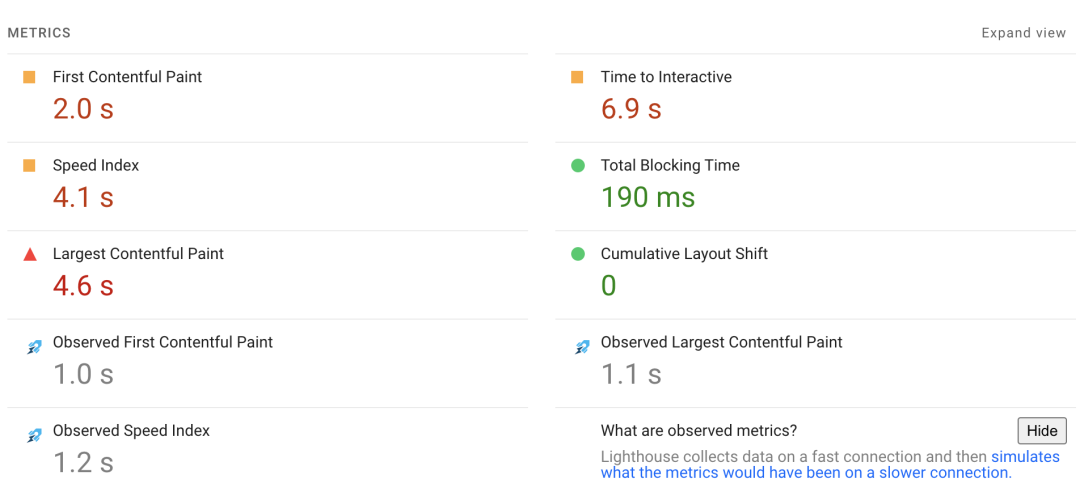 METRICS
Expand view
First Contentful Paint
2.0 s
Time to Interactive
6.9 s
Speed Index
4.1 s
Total Blocking Time
190 ms
Largest Contentful Paint
4.6 s
Cumulative Layout Shift
0
Observed First Contentful Paint
1.0 s
Observed Largest Contentful Paint
1.1 s
Observed Speed Index
1.2 s
What are observed metrics?
Hide
Lighthouse collects data on a fast connection and then simulates
what the metrics would have been on a slower connection.